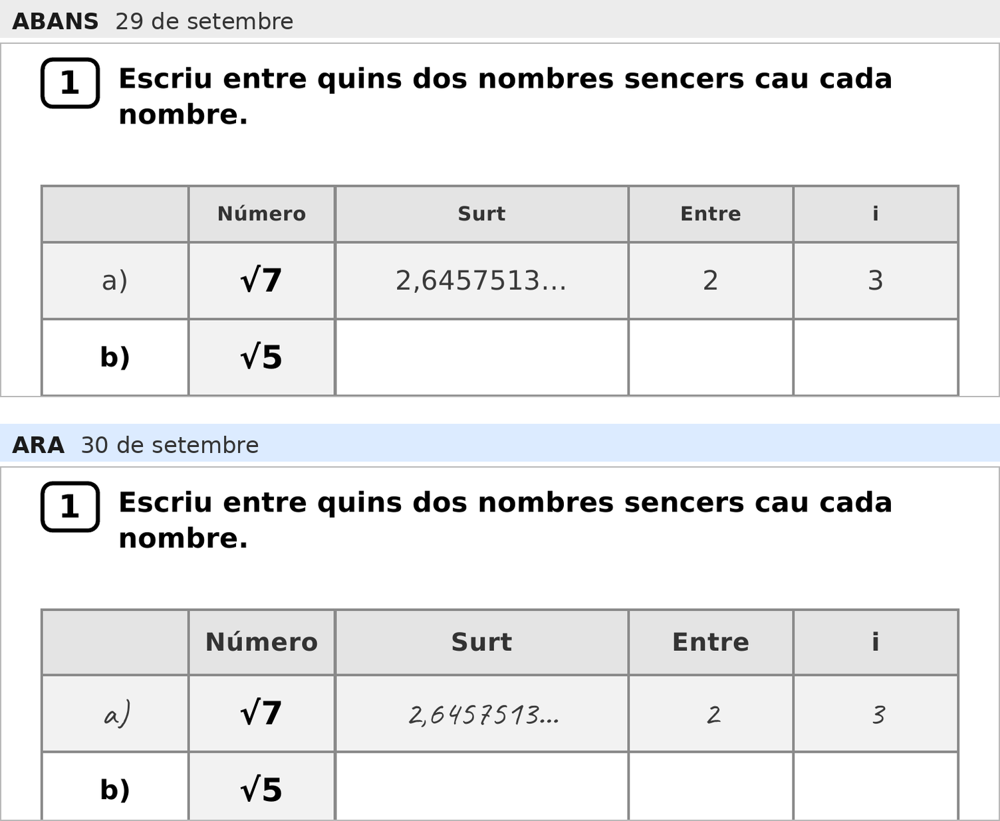 ABANS 29 de setembre
1 Escriu entre quins dos nombres sencers cau cada
nombre.
Número Surt Entre i
a) √7 2,6457513... 2 3
b) √5
ARA 30 de setembre
1 Escriu entre quins dos nombres sencers cau cada
nombre.
Número Surt Entre i
a) √7 2,6457513... 2 3
b) √5